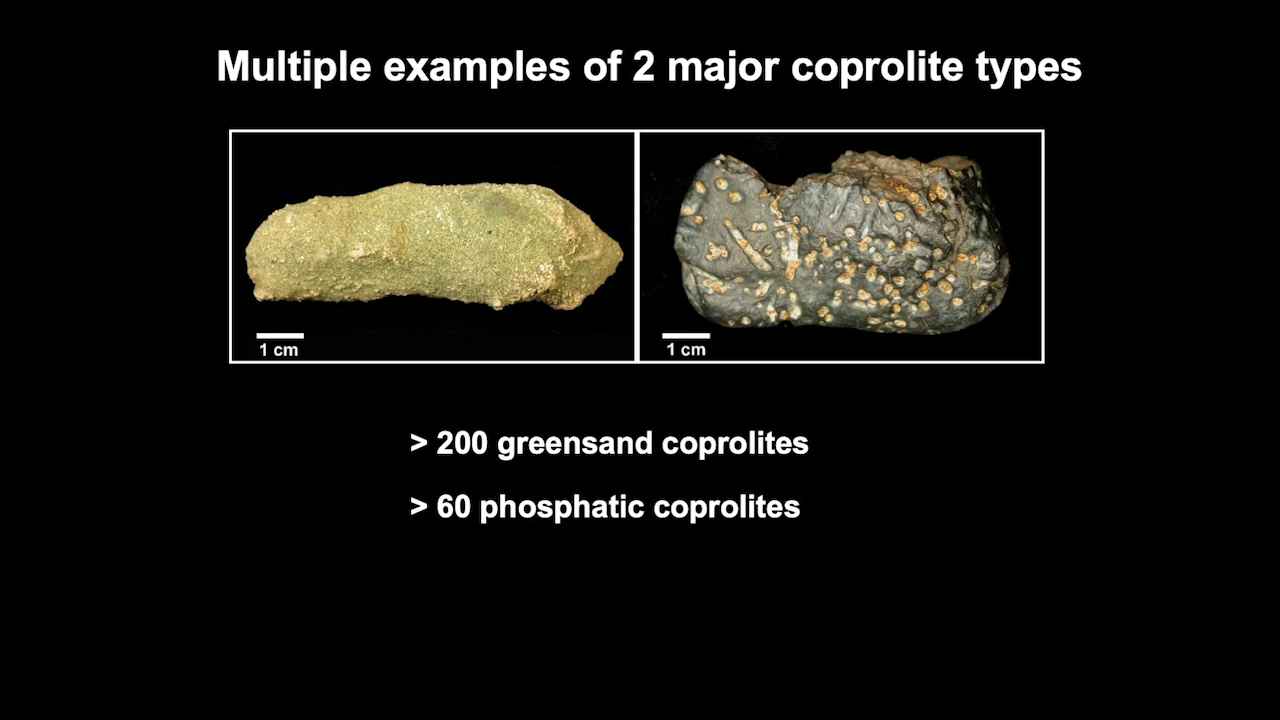 Multiple examples of 2 major coprolite types
1 cm
1 cm
> 200 greensand coprolites
> 60 phosphatic coprolites